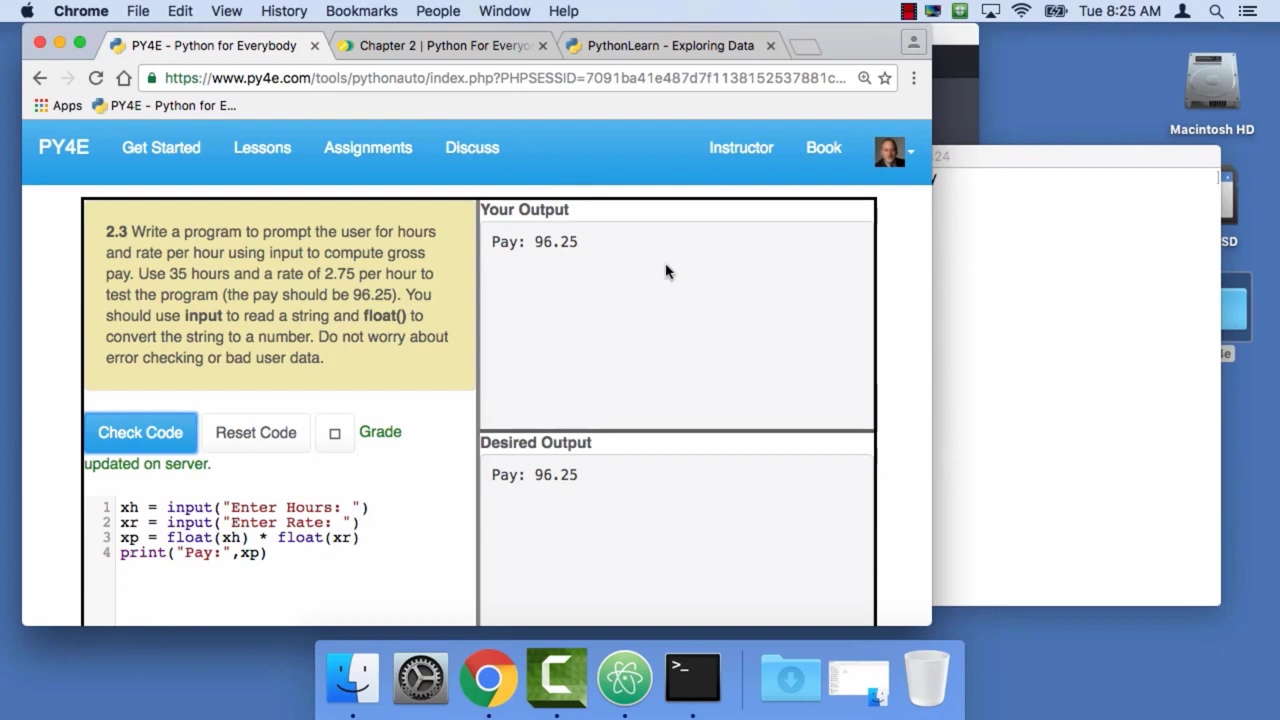 Chrome File Edit View History Bookmarks People Window Help Tue 8:25 AM
PY4E - Python for Everybody Chapter 2 | Python For Everyo PythonLearn - Exploring Data
https://www.py4e.com/tools/pythonauto/index.php?PHPSESSID=7091ba41e487d7f1138152537881c...
Apps PY4E - Python for E...
PY4E Get Started Lessons Assignments Discuss Instructor Book
Macintosh HD
24
y
SD
le
2.3 Write a program to prompt the user for hours
and rate per hour using input to compute gross
pay. Use 35 hours and a rate of 2.75 per hour to
test the program (the pay should be 96.25). You
should use input to read a string and float() to
convert the string to a number. Do not worry about
error checking or bad user data.
Check Code Reset Code Grade
updated on server.
1 xh = input("Enter Hours: ")
2 xr = input("Enter Rate: ")
3 xp = float(xh) * float(xr)
4 print("Pay:",xp)
Your Output
Pay: 96.25
Desired Output
Pay: 96.25
>_